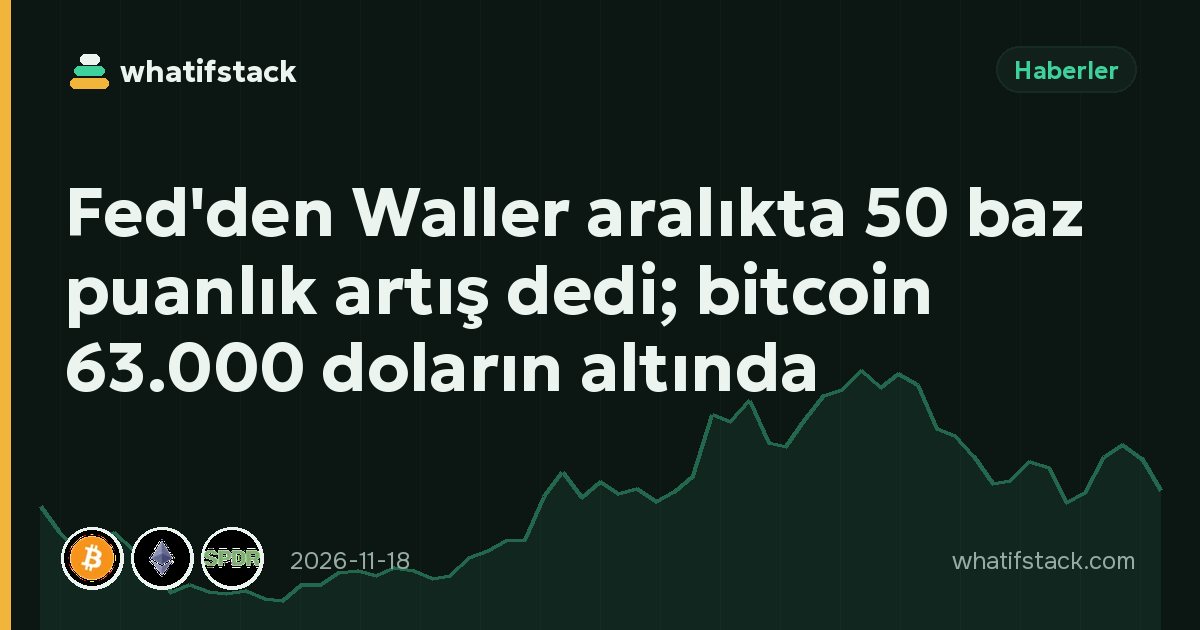 whatifstack
Haberler
Fed'den Waller aralıkta 50 baz
puanlık artış dedi; bitcoin
63.000 doların altında
SPDR
2026-11-18
whatifstack.com